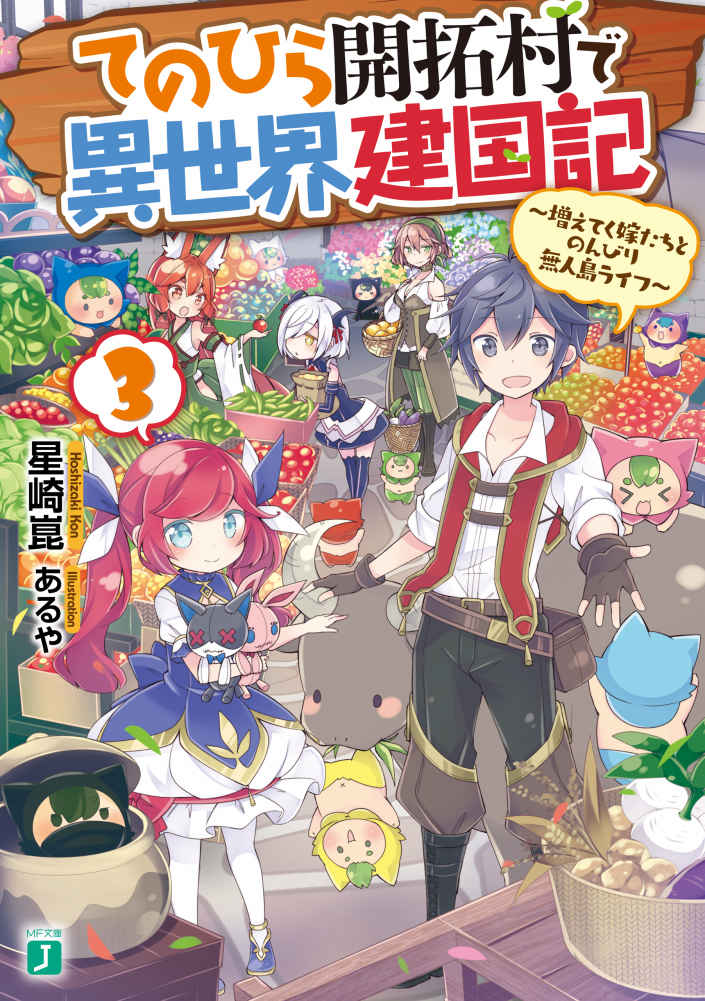 てのひら開拓村で
異世界建国記
～増えてく嫁たちと
のんびり
無人島ライフ～
3
星崎崑
Hoshizaki Kon
あるや
Illustration
MF文庫
J